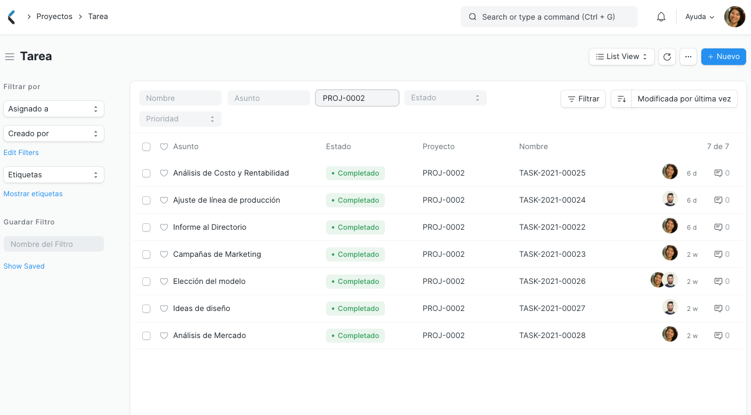 Proyectos
Tarea
Search or type a command (Ctrl + G)
Ayuda
Tarea
List View
...
+ Nuevo
Filtrar por
Asignado a
Creado por
Edit Filters
Etiquetas
Mostrar etiquetas
Guardar Filtro
Nombre del Filtro
Show Saved
Nombre
Asunto
PROJ-0002
Estado
Prioridad
Filtrar
Modificada por última vez
Asunto Estado Proyecto Nombre 7 de 7
Análisis de Costo y Rentabilidad Completado PROJ-0002 TASK-2021-00025 6 d 0
Ajuste de línea de producción Completado PROJ-0002 TASK-2021-00024 6 d 0
Informe al Directorio Completado PROJ-0002 TASK-2021-00022 6 d 0
Campañas de Marketing Completado PROJ-0002 TASK-2021-00023 2 w 0
Elección del modelo Completado PROJ-0002 TASK-2021-00026 2 w 0
Ideas de diseño Completado PROJ-0002 TASK-2021-00027 2 w 0
Análisis de Mercado Completado PROJ-0002 TASK-2021-00028 2 w 0